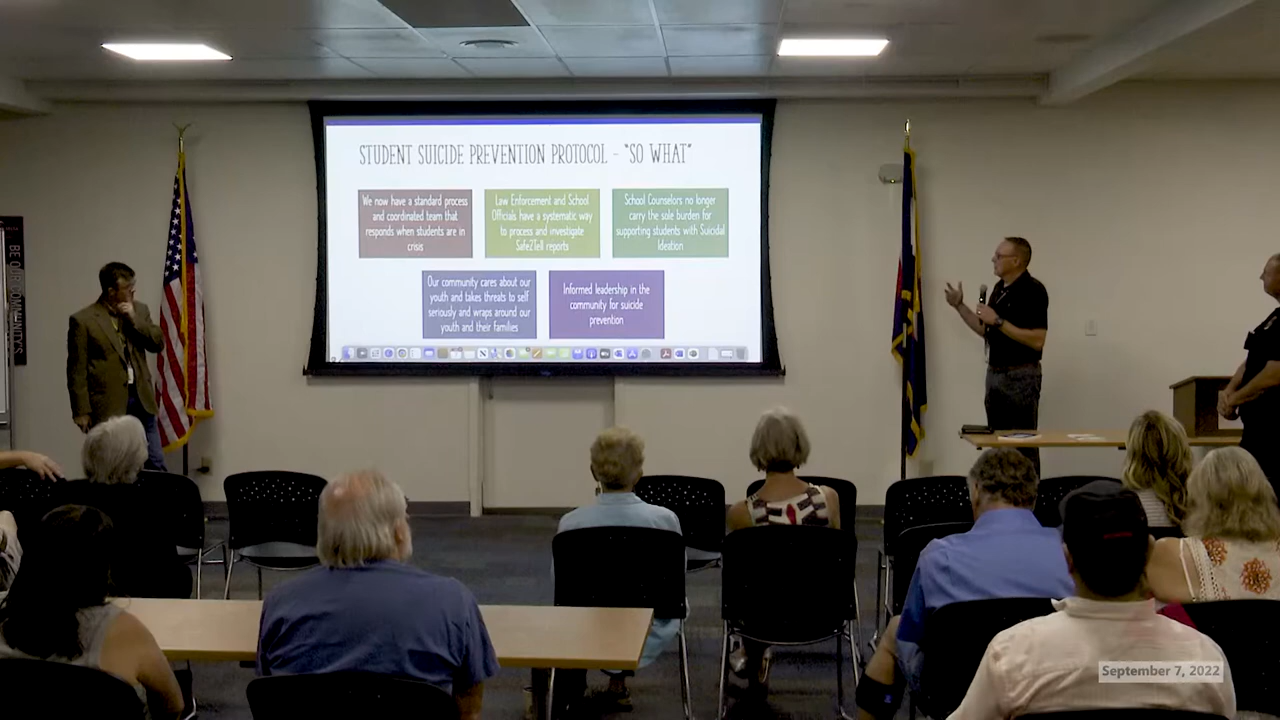 STUDENT SUICIDE PREVENTION PROTOCOL - "SO WHAT"
We now have a standard process
and coordinated team that
responds when students are in
crisis
Law Enforcement and School
Officials have a systematic way
to process and investigate
Safe2Tell reports
School Counselors no longer
carry the sole burden for
supporting students with Suicidal
Ideation
Our community cares about our
youth and takes threats to self
seriously and wraps around our
youth and their families
Informed leadership in the
community for suicide
prevention
BE OUR COMMUNITY'S
September 7, 2022